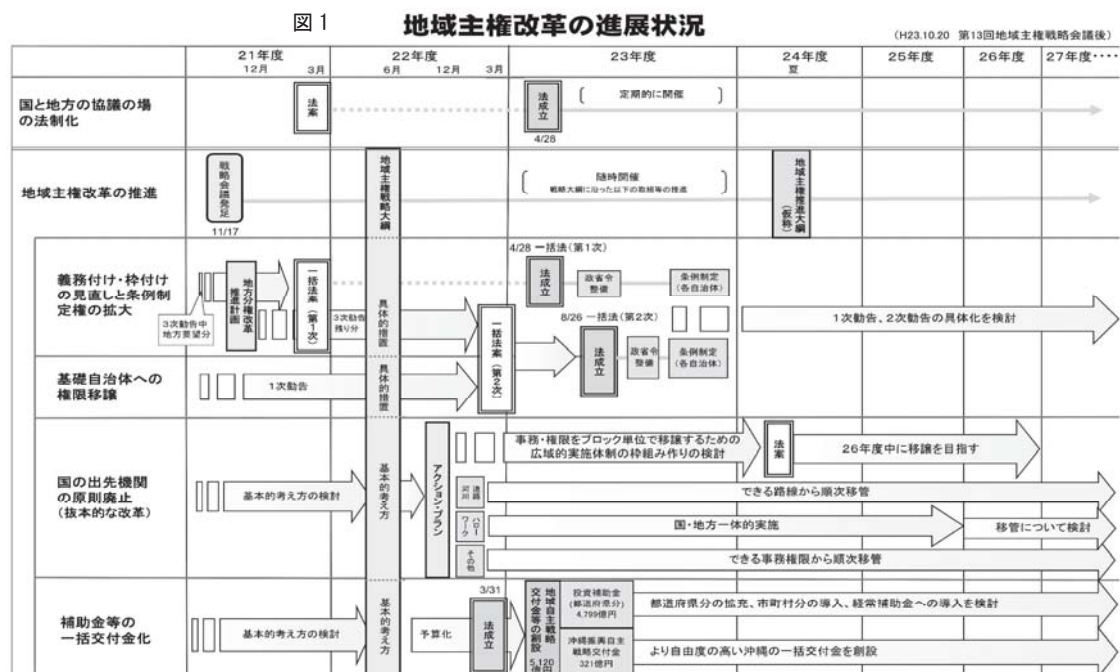 図1
地域主権改革の進展状況
(H23.10.20 第13回地域主権戦略会議後)
21年度
12月
3月
22年度
6月
12月
3月
23年度
24年度
夏
25年度
26年度
27年度‥‥
国と地方の協議の場
の法制化
法案
法成立
4/28
定期的に開催
地域主権改革の推進
戦略会議発足
11/17
地域主権戦略大綱
随時開催
戦略大綱に沿った以下の取組等の推進
地域主権推進大綱
(仮称)
義務付け・枠付け
の見直しと条例制
定権の拡大
3次勧告中
地方要望分
地方分権改革
推進計画
一括法案(第1次)
3次勧告
残り分
具体的措置
一括法案(第2次)
4/28 一括法(第1次)
法成立
政省令
整備
条例制定
(各自治体)
8/26 一括法(第2次)
法成立
政省令
整備
条例制定
(各自治体)
1次勧告、2次勧告の具体化を検討
基礎自治体への
権限移譲
1次勧告
具体的措置
国の出先機関
の原則廃止
(抜本的な改革)
基本的考え方の検討
基本的考え方
アクション・プラン
事務・権限をブロック単位で移譲するための
広域的実施体制の枠組み作りの検討
法案
26年度中に移譲を目指す
道路
河川
できる路線から順次移管
ハロー
ワーク
国・地方一体的実施
移管について検討
その他
できる事務権限から順次移管
補助金等の
一括交付金化
基本的考え方の検討
基本的考え方
予算化
3/31
法成立
地域自主戦略
交付金等の創設
5,120
億円
投資補助金
(都道府県分)
4,799億円
都道府県分の拡充、市町村分の導入、経常補助金への導入を検討
沖縄振興自主
戦略交付金
321億円
より自由度の高い沖縄の一括交付金を創設